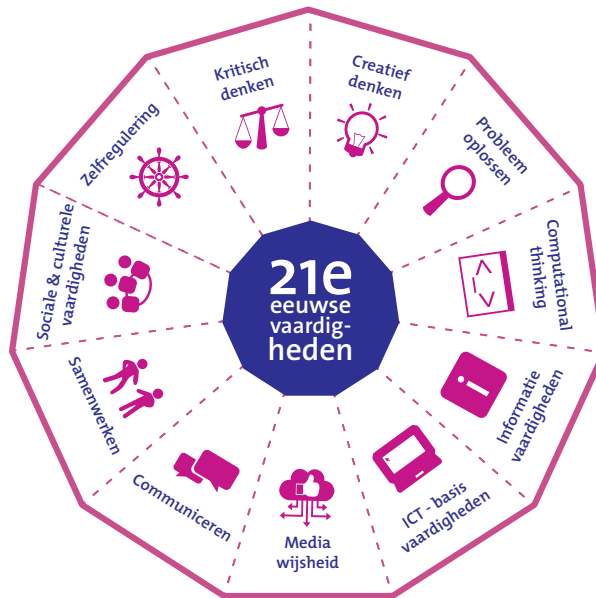 Kritisch
denken
Creatief
denken
Probleem
oplossen
Computational
thinking
Informatie
vaardigheden
ICT - basis
vaardigheden
Media
wijsheid
Communiceren
Samenwerken
Sociale & culturele
vaardigheden
Zelfregulering
21e
eeuwse
vaardig-
heden